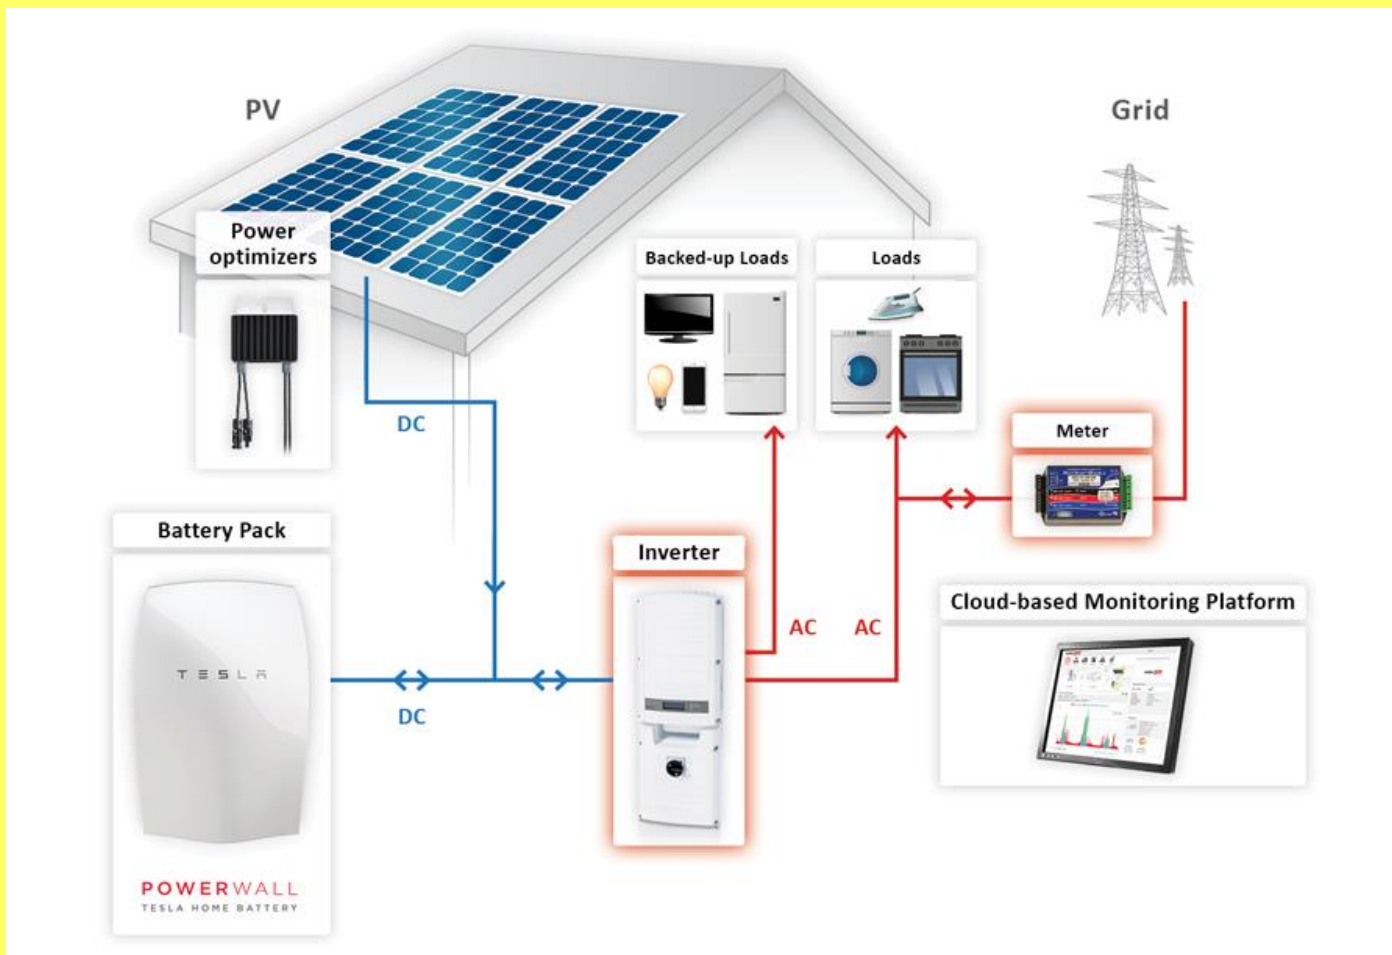 PV
Grid
Power
optimizers
Backed-up Loads
Loads
DC
Meter
Battery Pack
Inverter
TESLA
DC
AC
AC
Cloud-based Monitoring Platform
POWERWALL
TESLA HOME BATTERY